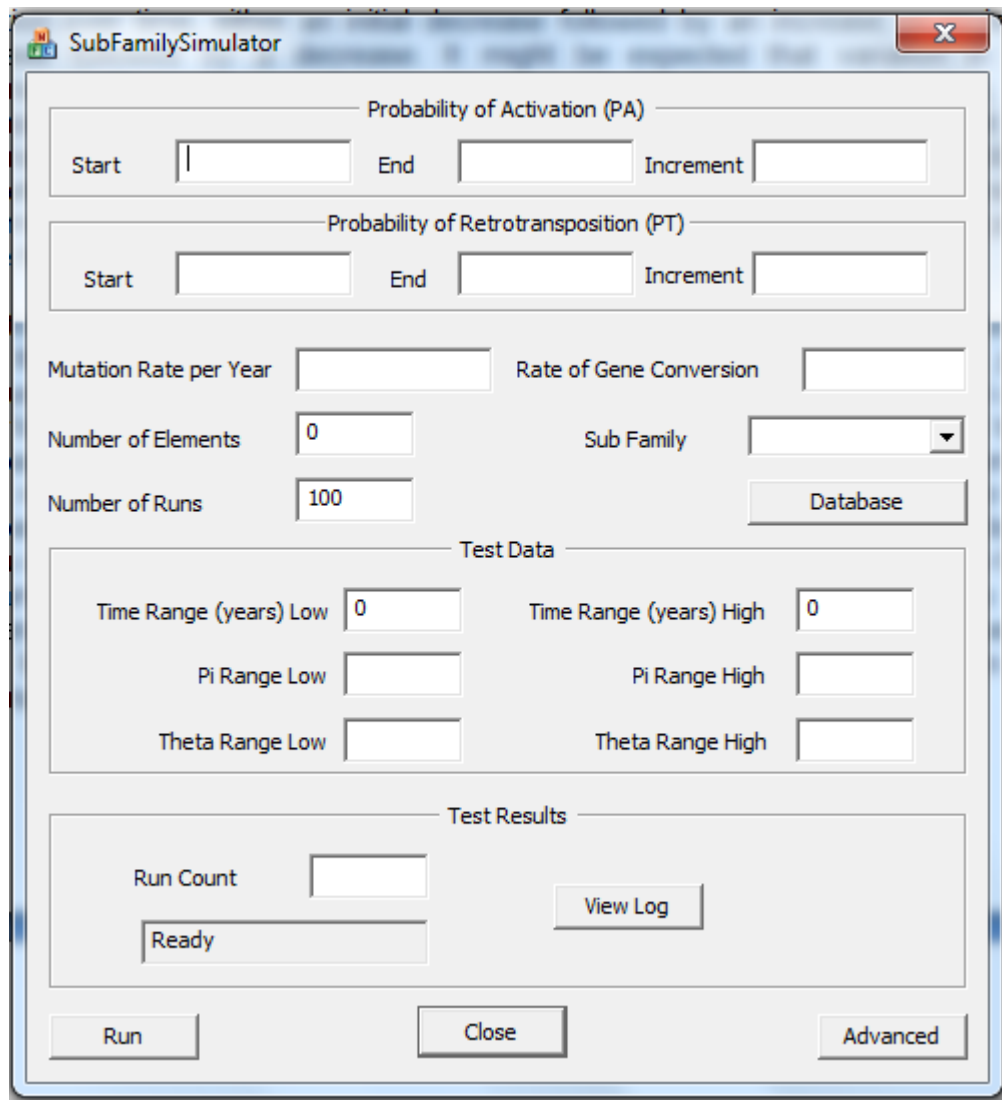 SubFamilySimulator
Probability of Activation (PA)
Start End Increment
Probability of Retrotransposition (PT)
Start End Increment
Mutation Rate per Year Rate of Gene Conversion
Number of Elements 0 Sub Family
Number of Runs 100 Database
Test Data
Time Range (years) Low 0 Time Range (years) High 0
Pi Range Low Pi Range High
Theta Range Low Theta Range High
Test Results
Run Count
View Log
Ready
Run Close Advanced